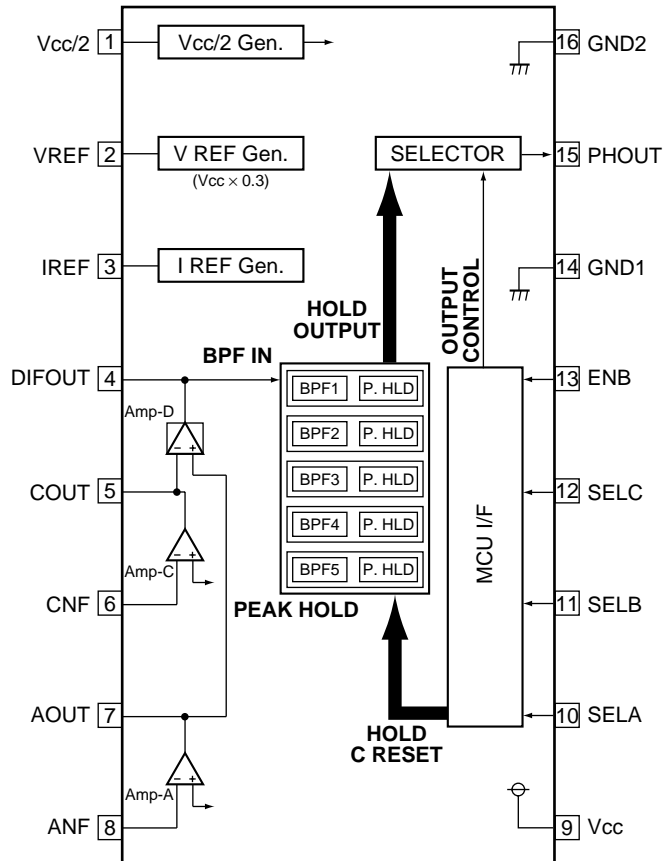 Vcc/2 1 Vcc/2 Gen. 16 GND2
VREF 2 V REF Gen. SELECTOR 15 PHOUT
(Vcc × 0.3)
IREF 3 I REF Gen. 14 GND1
HOLD
OUTPUT
OUTPUT
CONTROL
BPF IN
DIFOUT 4 BPF1 P. HLD 13 ENB
Amp-D
- +
BPF2 P. HLD
COUT 5 BPF3 P. HLD 12 SELC
- +
Amp-C
BPF4 P. HLD
MCU I/F
BPF5 P. HLD
CNF 6 PEAK HOLD 11 SELB
AOUT 7 10 SELA
HOLD
C RESET
- +
Amp-A
ANF 8 9 Vcc